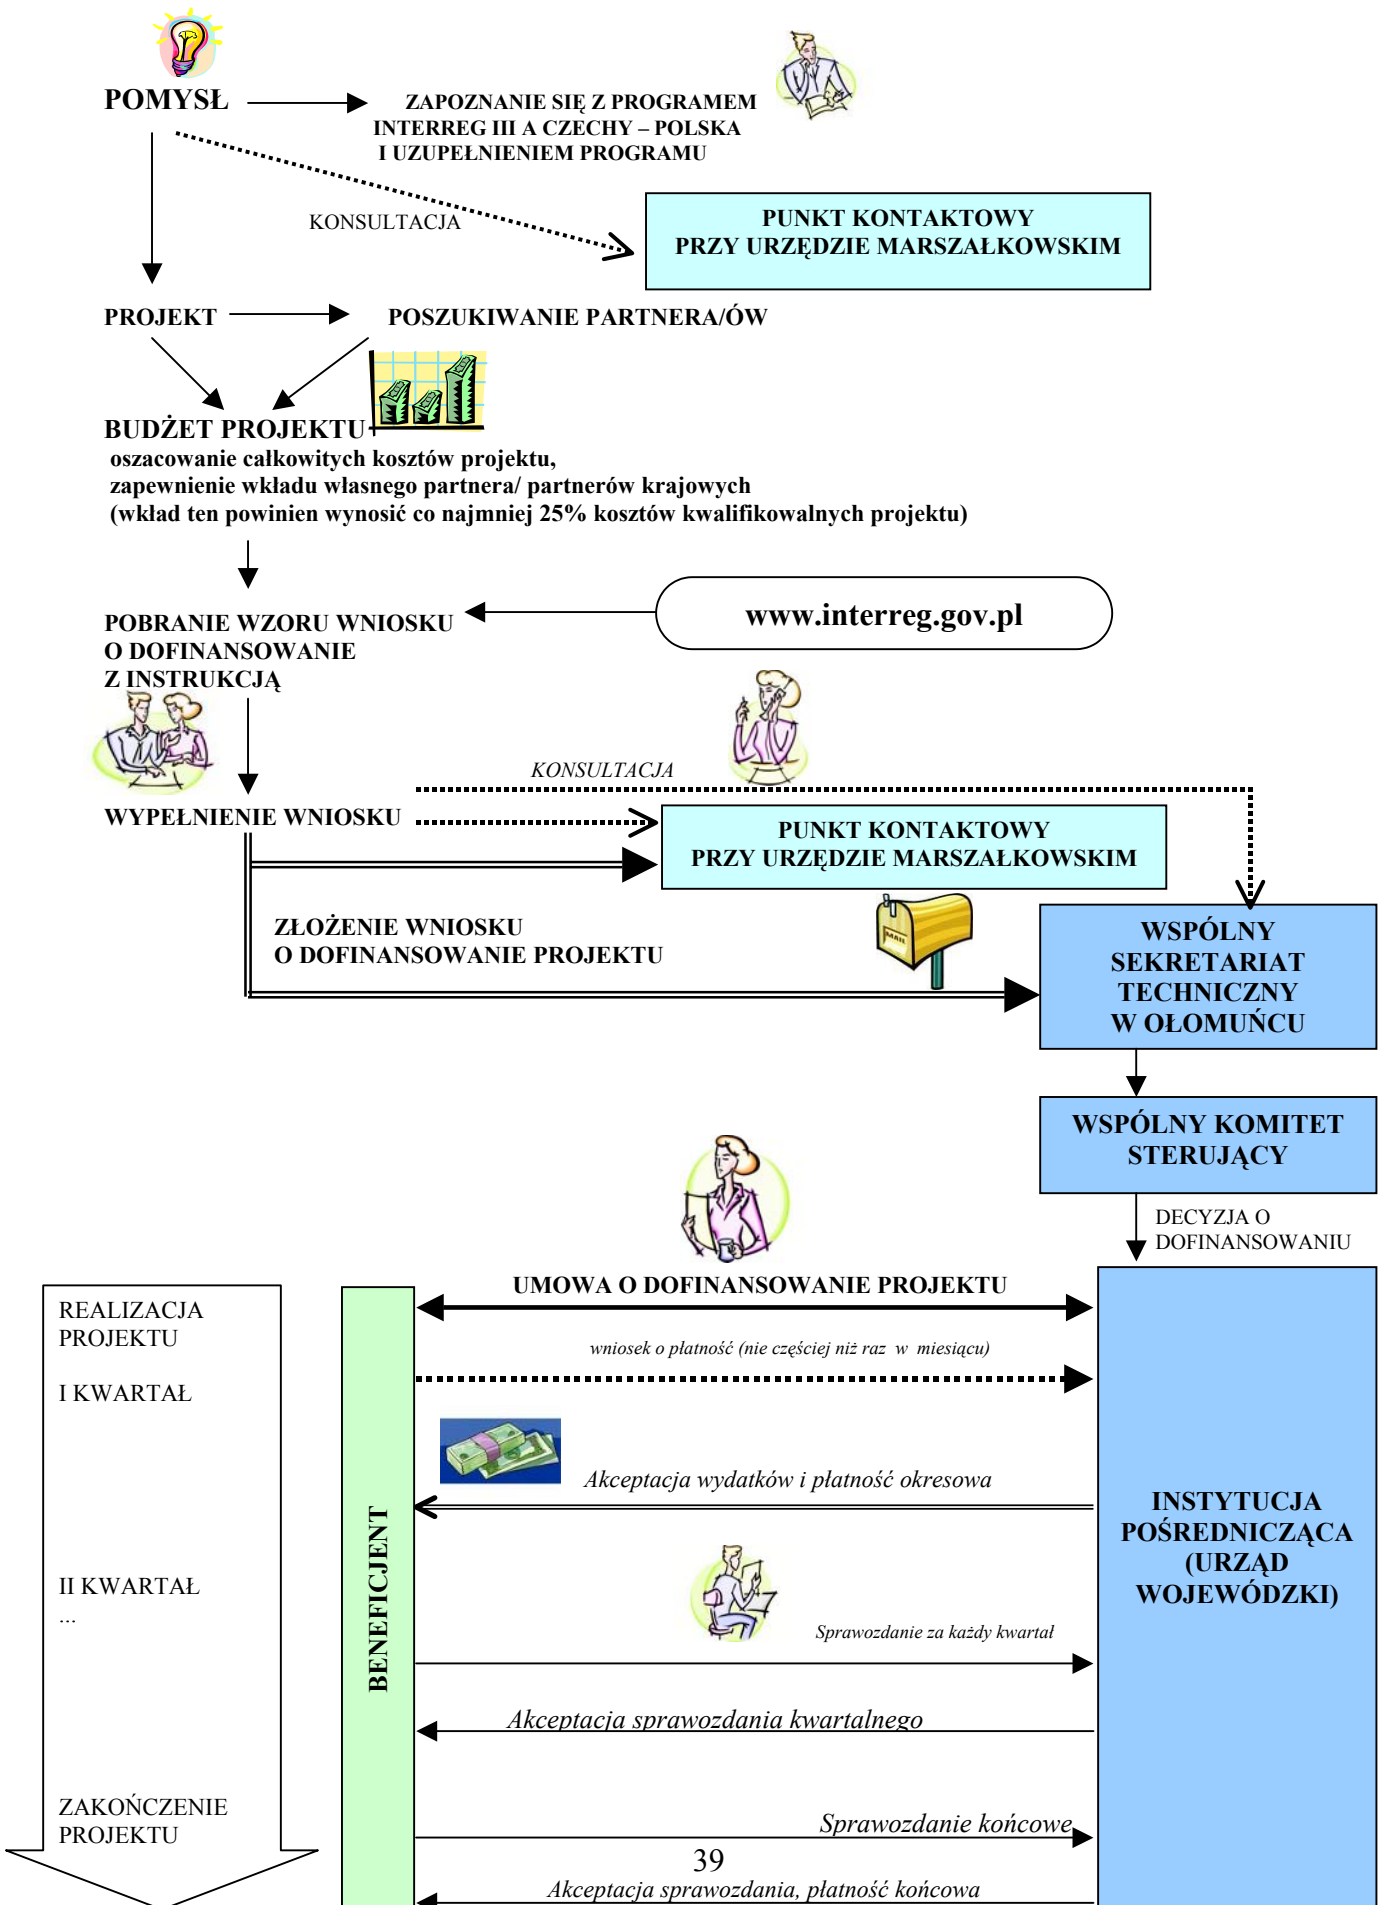 POMYSŁ
ZAPOZNANIE SIĘ Z PROGRAMEM
INTERREG III A CZECHY – POLSKA
I UZUPEŁNIENIEM PROGRAMU
KONSULTACJA
PUNKT KONTAKTOWY
PRZY URZĘDZIE MARSZAŁKOWSKIM
PROJEKT
POSZUKIWANIE PARTNERA/ÓW
BUDŻET PROJEKTU
oszacowanie całkowitych kosztów projektu,
zapewnienie wkładu własnego partnera/ partnerów krajowych
(wkład ten powinien wynosić co najmniej 25% kosztów kwalifikowalnych projektu)
POBRANIE WZORU WNIOSKU
O DOFINANSOWANIE
Z INSTRUKCJĄ
www.interreg.gov.pl
KONSULTACJA
WYPEŁNIENIE WNIOSKU
PUNKT KONTAKTOWY
PRZY URZĘDZIE MARSZAŁKOWSKIM
ZŁOŻENIE WNIOSKU
O DOFINANSOWANIE PROJEKTU
MAIL
WSPÓLNY
SEKRETARIAT
TECHNICZNY
W OŁOMUŃCU
WSPÓLNY KOMITET
STERUJĄCY
DECYZJA O
DOFINANSOWANIU
UMOWA O DOFINANSOWANIE PROJEKTU
REALIZACJA
PROJEKTU
wniosek o płatność (nie częściej niż raz w miesiącu)
I KWARTAŁ
Akceptacja wydatków i płatność okresowa
BENEFICJENT
INSTYTUCJA
POŚREDNICZĄCA
(URZĄD
WOJEWÓDZKI)
II KWARTAŁ
...
Sprawozdanie za każdy kwartał
Akceptacja sprawozdania kwartalnego
ZAKOŃCZENIE
PROJEKTU
Sprawozdanie końcowe
39
Akceptacja sprawozdania, płatność końcowa